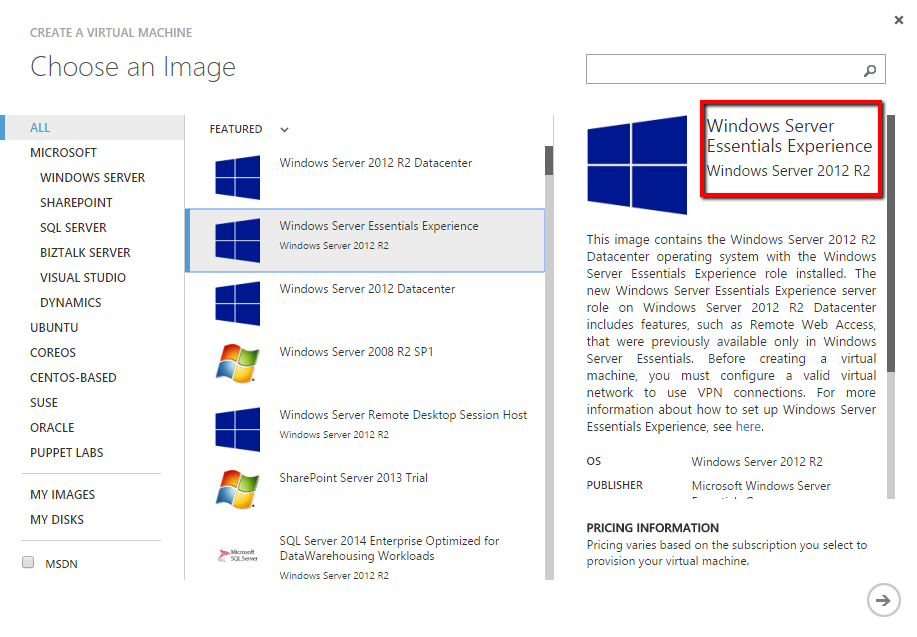 CREATE A VIRTUAL MACHINE
Choose an Image
ALL
MICROSOFT
WINDOWS SERVER
SHAREPOINT
SQL SERVER
BIZTALK SERVER
VISUAL STUDIO
DYNAMICS
UBUNTU
COREOS
CENTOS-BASED
SUSE
ORACLE
PUPPET LABS
MY IMAGES
MY DISKS
MSDN
FEATURED
Windows Server 2012 R2 Datacenter
Windows Server Essentials Experience
Windows Server 2012 R2
Windows Server 2012 Datacenter
Windows Server 2008 R2 SP1
Windows Server Remote Desktop Session Host
Windows Server 2012 R2
SharePoint Server 2013 Trial
Microsoft
SQL Server
SQL Server 2014 Enterprise Optimized for
DataWarehousing Workloads
Windows Server 2012 R2
Windows Server
Essentials Experience
Windows Server 2012 R2
This image contains the Windows Server 2012 R2
Datacenter operating system with the Windows
Server Essentials Experience role installed. The
new Windows Server Essentials Experience server
role on Windows Server 2012 R2 Datacenter
includes features, such as Remote Web Access,
that were previously available only in Windows
Server Essentials. Before creating a virtual
machine, you must configure a valid virtual
network to use VPN connections. For more
information about how to set up Windows Server
Essentials Experience, see here.
OS Windows Server 2012 R2
PUBLISHER Microsoft Windows Server
PRICING INFORMATION
Pricing varies based on the subscription you select to
provision your virtual machine.